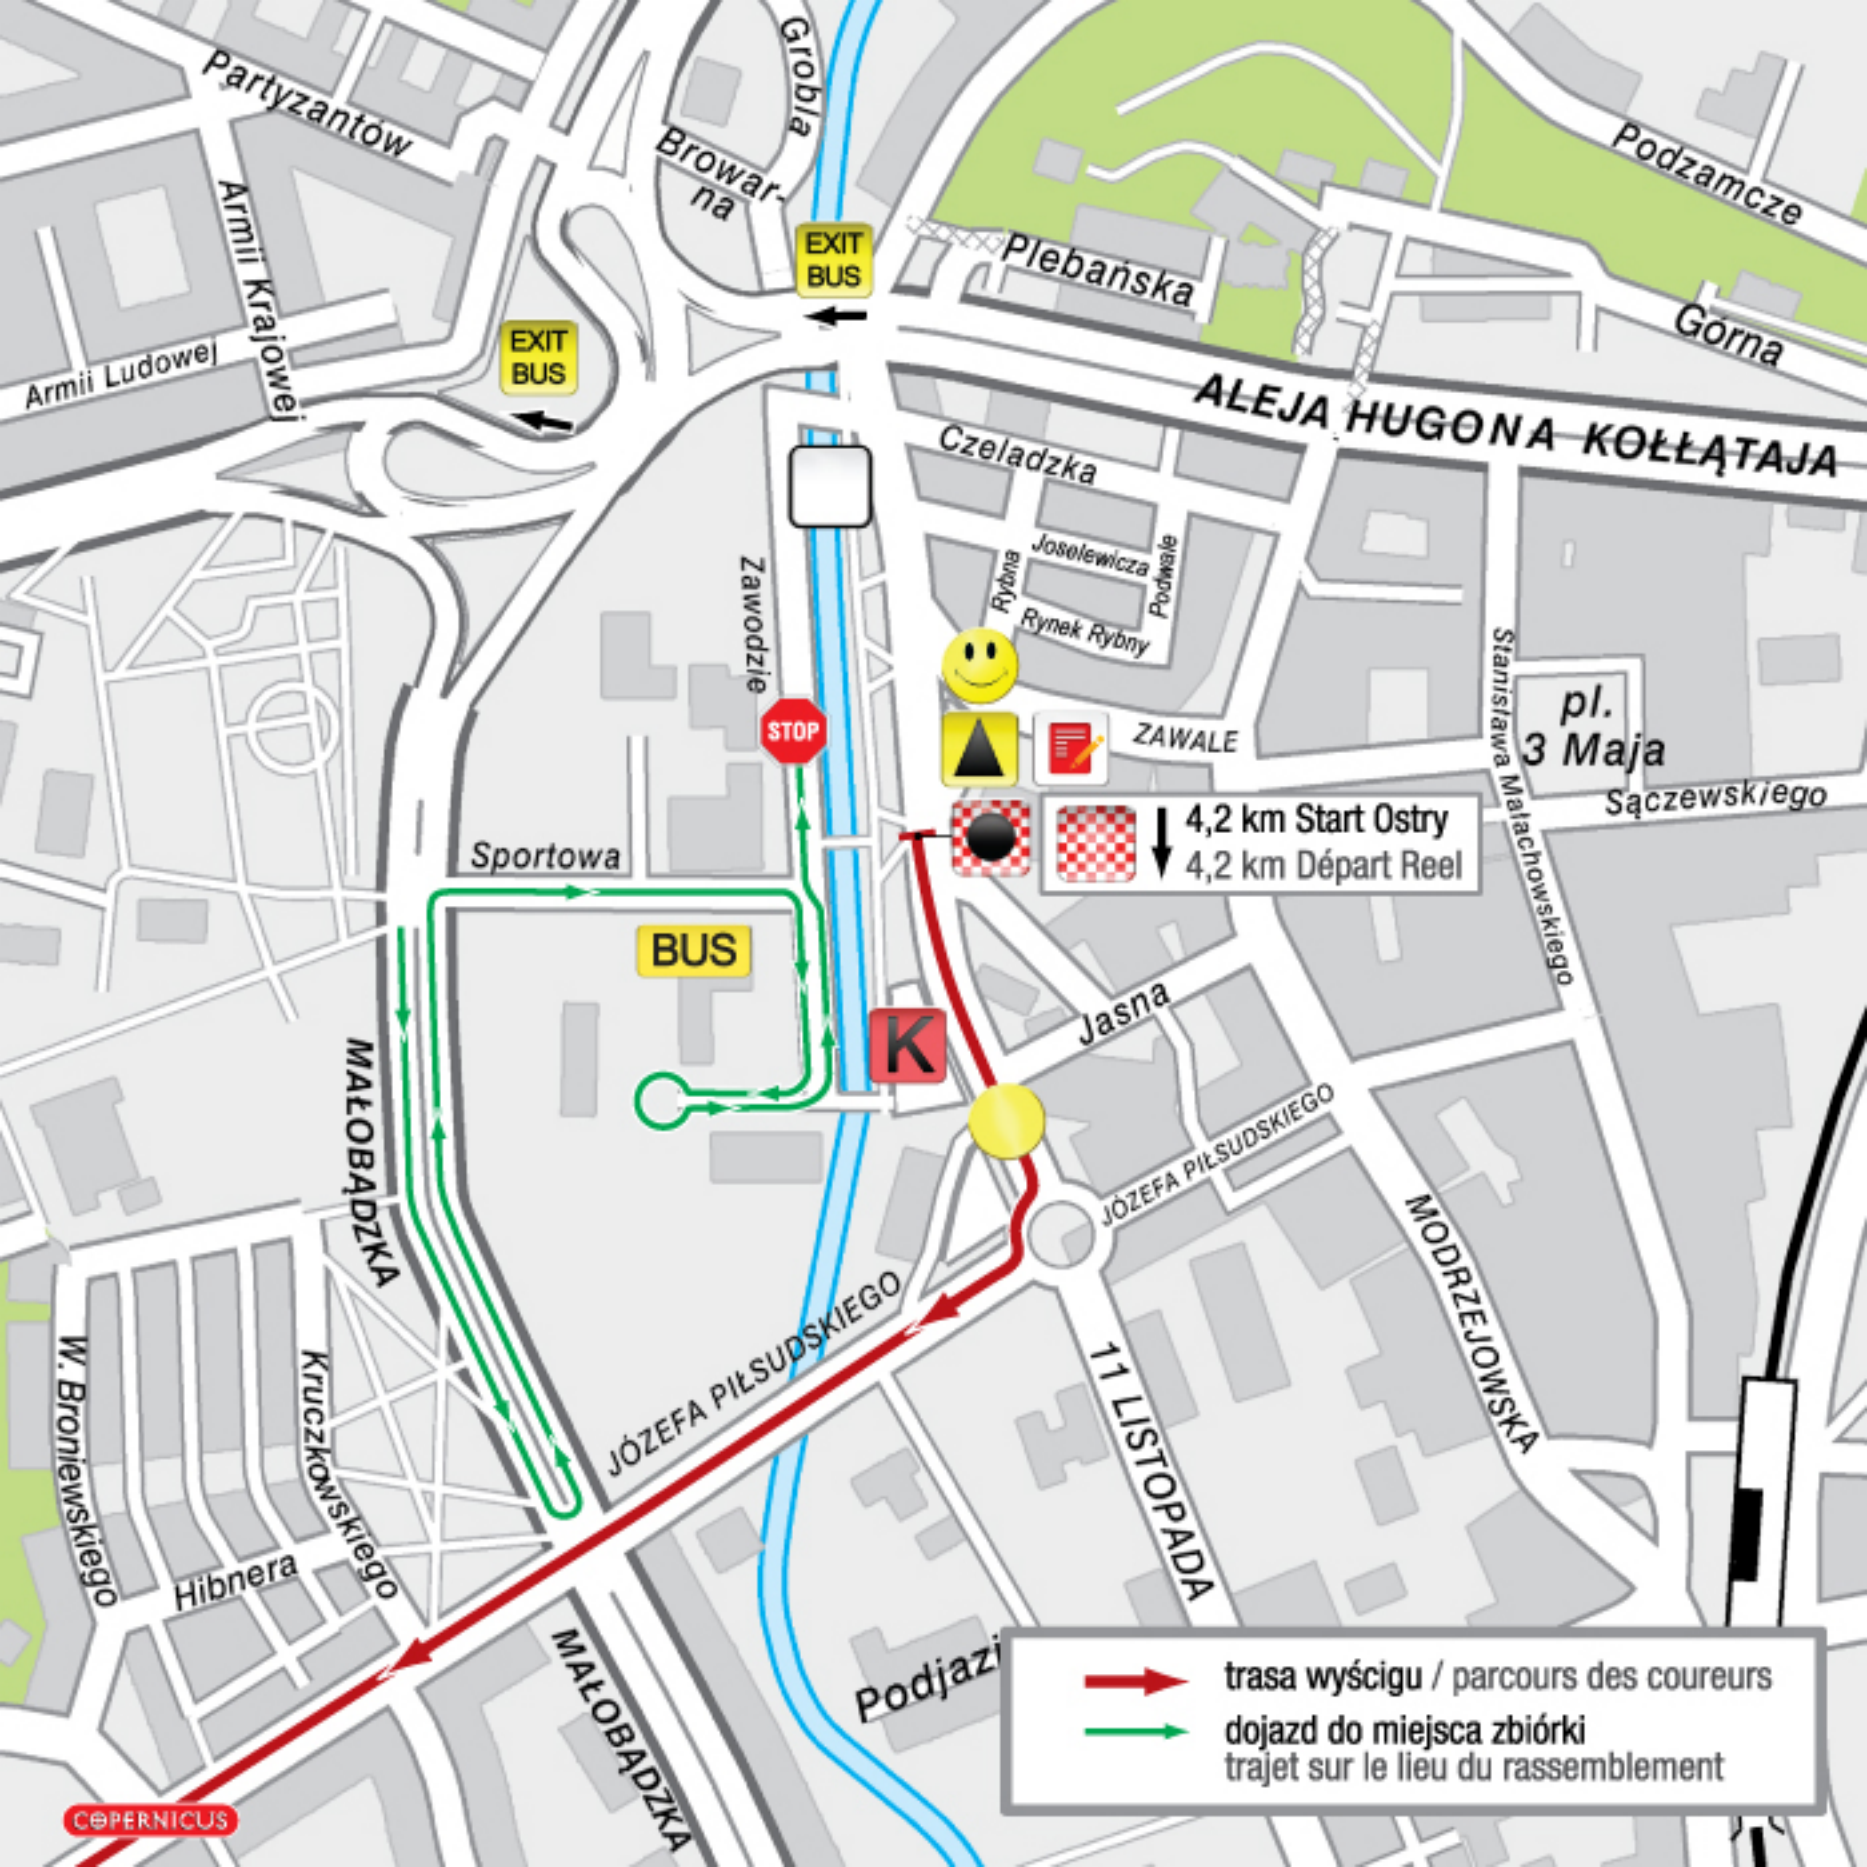 Partyzantów
Grobla
Browar-
na
Podzamcze
Armii Krajowej
EXIT
BUS
Plebańska
Górna
EXIT
BUS
Armii Ludowej
ALEJA HUGONA KOŁŁĄTAJA
Czeladzka
Joselewicza
Rybna
Podwale
Rynek Rybny
Zawodzie
Stanisława Małachowskiego
pl.
3 Maja
STOP
ZAWALE
Sączewskiego
4,2 km Start Ostry
4,2 km Départ Reel
Sportowa
BUS
Jasna
K
MAŁOBĄDZKA
JÓZEFA PIŁSUDSKIEGO
MODRZEJOWSKA
JÓZEFA PIŁSUDSKIEGO
11 LISTOPADA
W. Broniewskiego
Kruczkowskiego
Hibnera
MAŁOBĄDZKA
Podjazi
trasa wyścigu / parcours des coureurs
dojazd do miejsca zbiórki
trajet sur le lieu du rassemblement
COPERNICUS